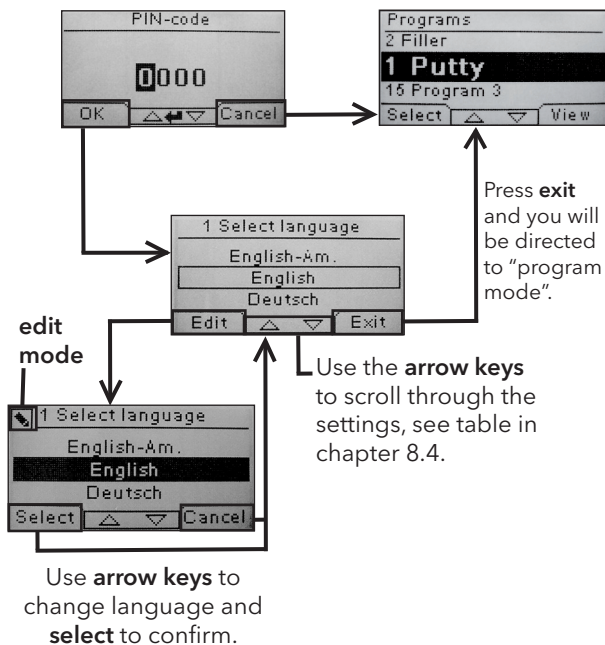 PIN-code
0000
OK Cancel
Programs
2 Filler
1 Putty
15 Program 3
Select View
Press exit
and you will
be directed
to “program
mode”.
1 Select language
English-Am.
English
Deutsch
Edit Exit
edit
mode
Use the arrow keys
to scroll through the
settings, see table in
chapter 8.4.
1 Select language
English-Am.
English
Deutsch
Select Cancel
Use arrow keys to
change language and
select to confirm.